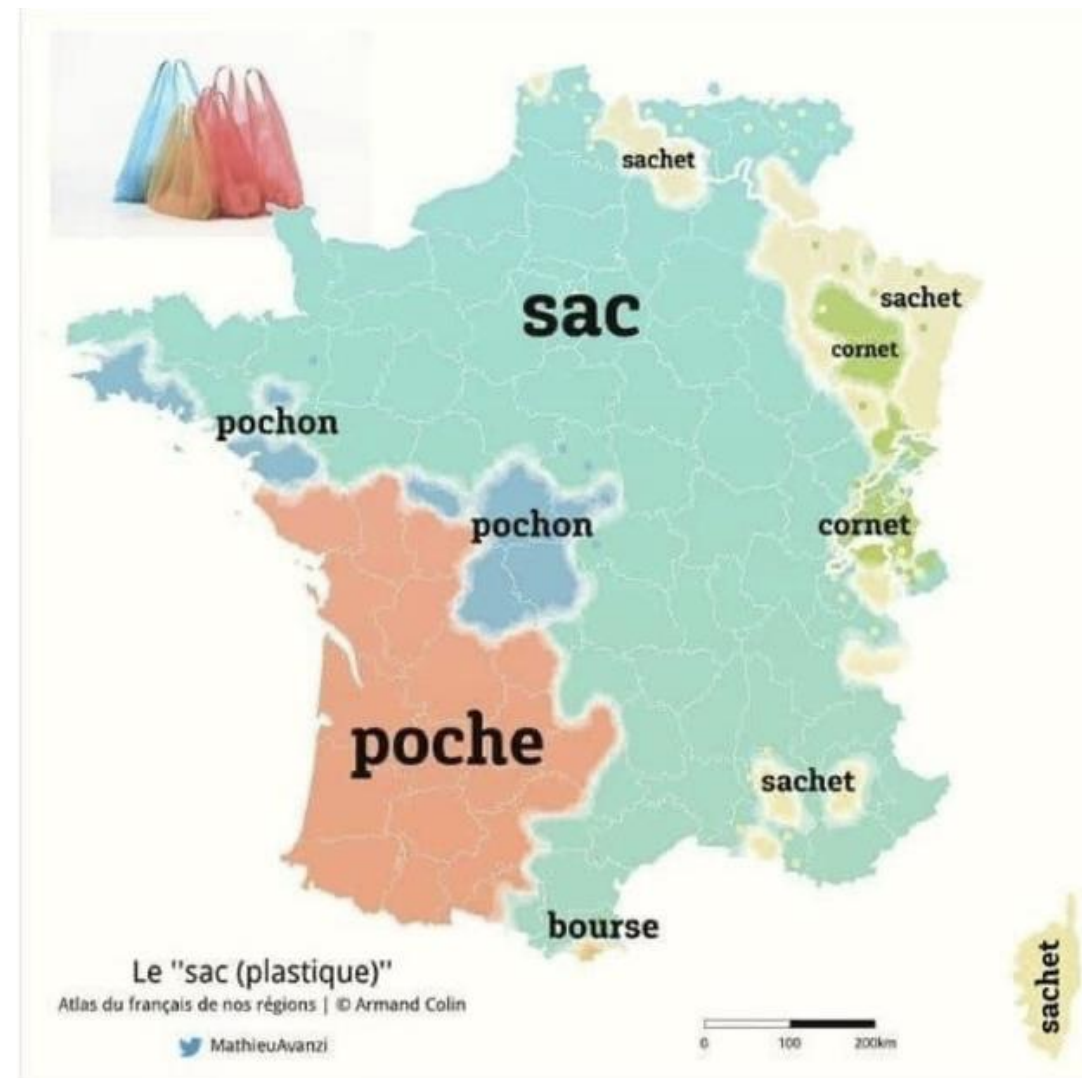 sachet
sac
sachet
cornet
pochon
pochon
cornet
poche
sachet
bourse
sachet
Le "sac (plastique)"
Atlas du français de nos régions | © Armand Colin
MathieuAvanzi
0 100 200km